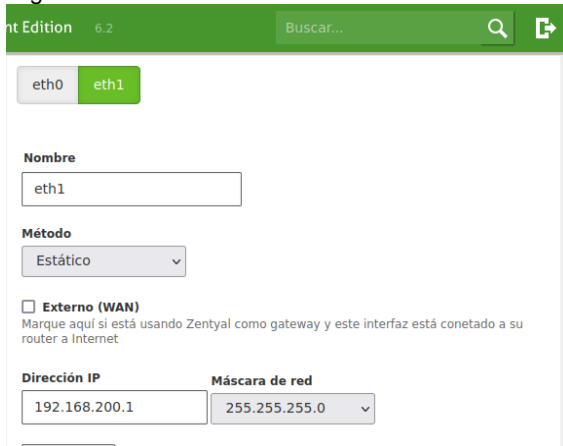 nt Edition 6.2 Buscar...
eth0 eth1
Nombre
eth1
Método
Estático
Externo (WAN)
Marque aquí si está usando Zentyal como gateway y este interfaz está conetado a su
router a Internet
Dirección IP Máscara de red
192.168.200.1 255.255.255.0